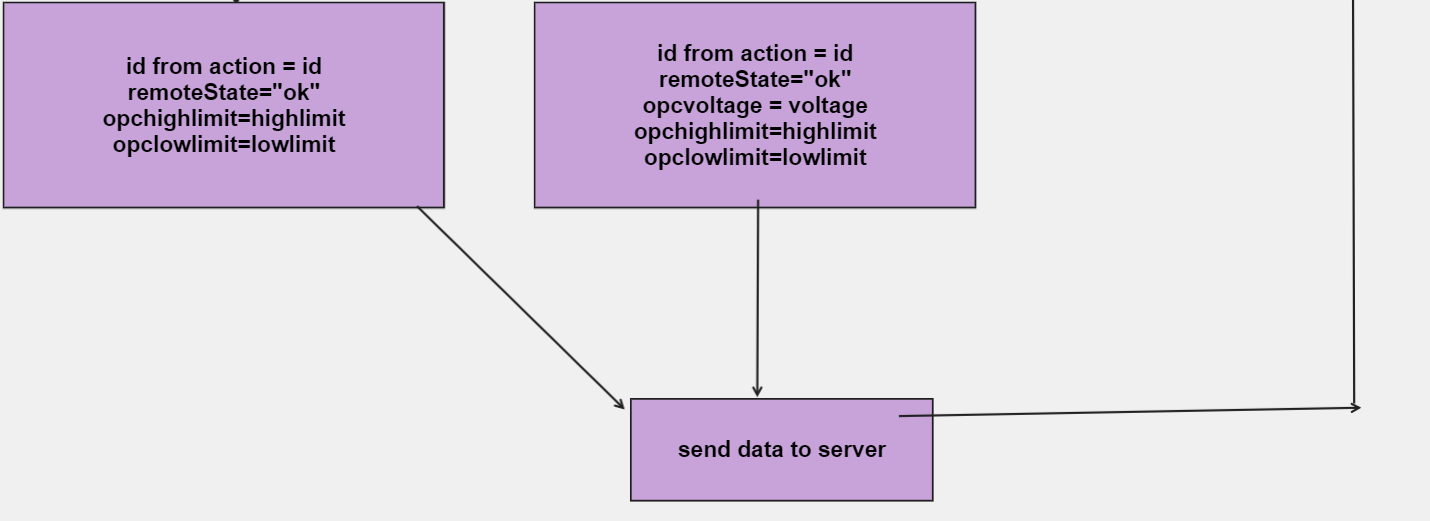 id from action = id
remoteState="ok"
opchighlimit=highlimit
opclowlimit=lowlimit
id from action = id
remoteState="ok"
opcvoltage = voltage
opchighlimit=highlimit
opclowlimit=lowlimit
send data to server